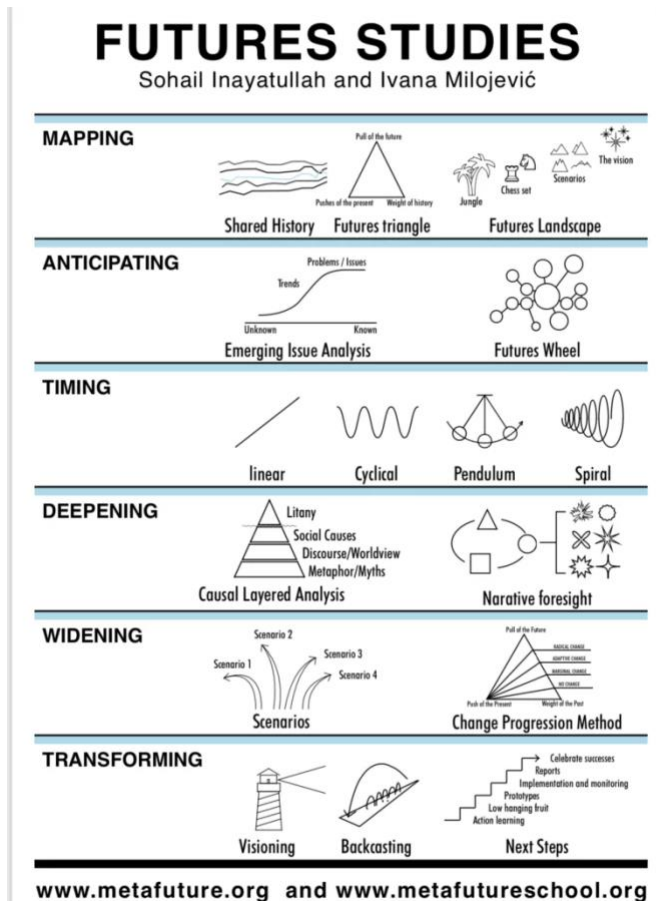 FUTURES STUDIES
Sohail Inayatullah and Ivana Milojević
MAPPING
Pull of the future
Pushes of the present
Weight of history
Jungle
Chess set
Scenarios
The vision
Shared History
Futures triangle
Futures Landscape
ANTICIPATING
Problems / Issues
Trends
Unknown
Known
Emerging Issue Analysis
Futures Wheel
TIMING
linear
Cyclical
Pendulum
Spiral
DEEPENING
Litany
Social Causes
Discourse/Worldview
Metaphor/Myths
Causal Layered Analysis
Narative foresight
WIDENING
Scenario 1
Scenario 2
Scenario 3
Scenario 4
Scenarios
Pull of the Future
RADICAL CHANGE
ADAPTIVE CHANGE
MARGINAL CHANGE
NO CHANGE
Push of the Present
Weight of the Past
Change Progression Method
TRANSFORMING
Visioning
Backcasting
Celebrate successes
Reports
Implementation and monitoring
Prototypes
Low hanging fruit
Action learning
Next Steps
www.metafuture.org and www.metafutureschool.org